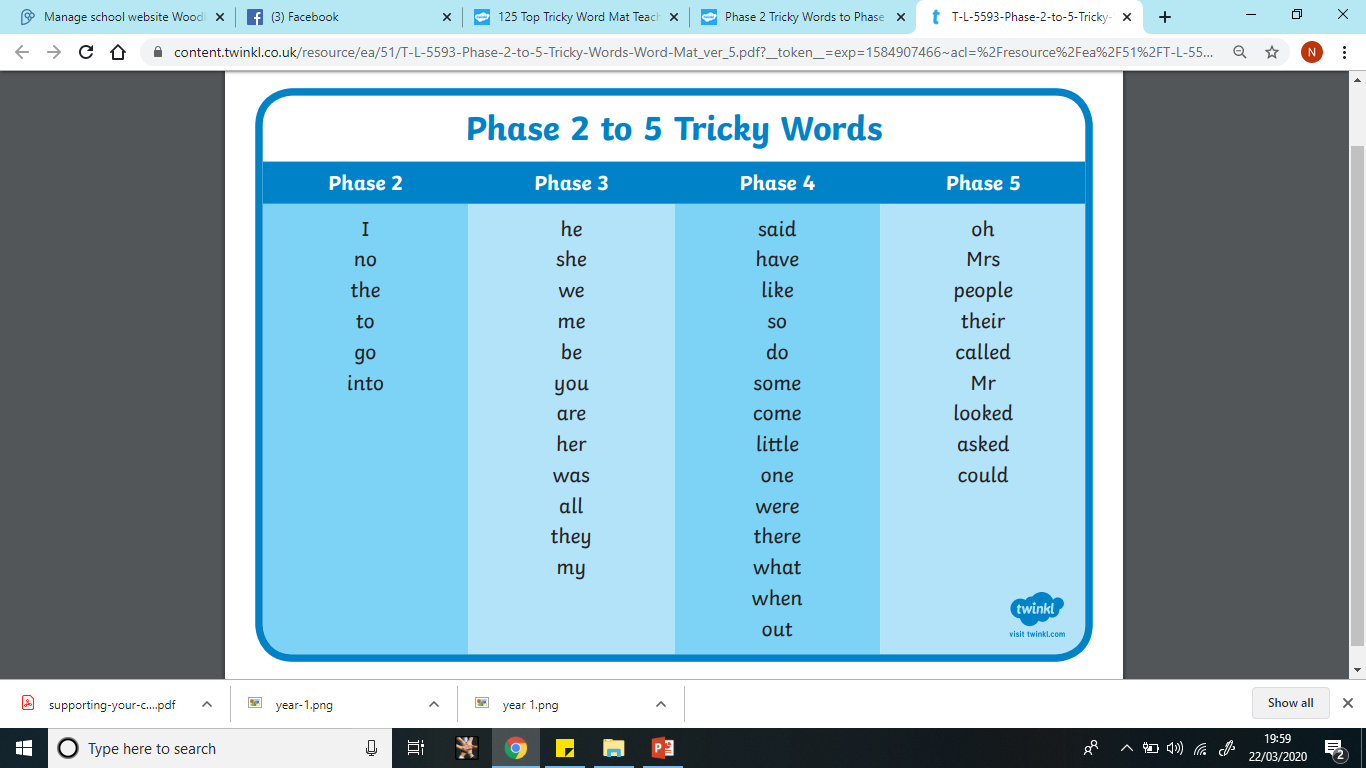 Manage school website Woodl
(3) Facebook
125 Top Tricky Word Mat Teach
Phase 2 Tricky Words to Phase
T-L-5593-Phase-2-to-5-Tricky-
content.twinkl.co.uk/resource/ea/51/T-L-5593-Phase-2-to-5-Tricky-Words-Word-Mat_ver_5.pdf?__token__=exp=1584907466~acl=%2Fresource%2Fea%2F51%2FT-L-55...
N
Phase 2 to 5 Tricky Words
Phase 2
I
no
the
to
go
into
Phase 3
he
she
we
me
be
you
are
her
was
all
they
my
Phase 4
said
have
like
so
do
some
come
little
one
were
there
what
when
out
Phase 5
oh
Mrs
people
their
called
Mr
looked
asked
could
twinkl
visit twinkl.com
supporting-your-c....pdf
year-1.png
year 1.png
Show all
Type here to search
19:59
22/03/2020
2